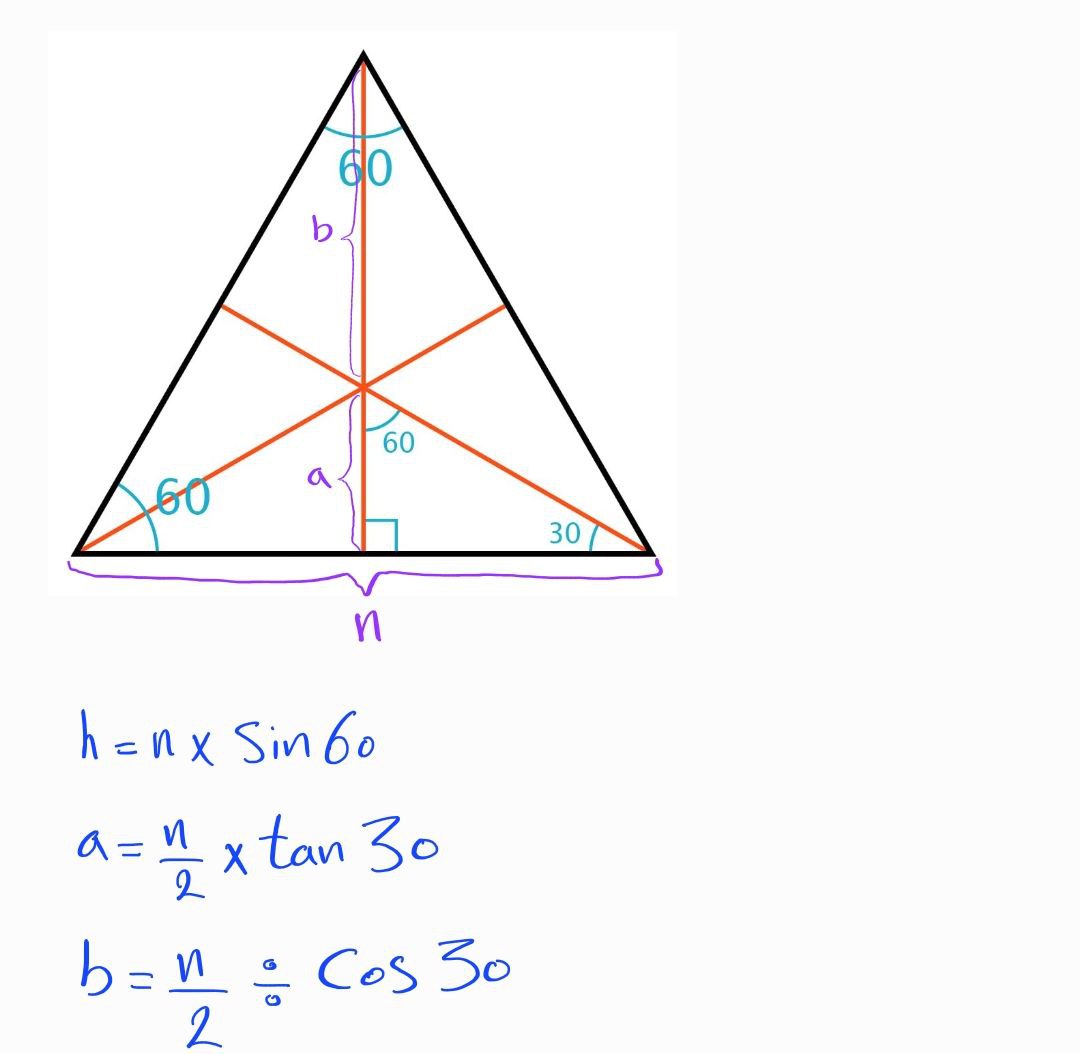 60
b
60
a
60
30
n
h = n x Sin 60
a = n/2 x tan 30
b = n/2 ÷ Cos 30